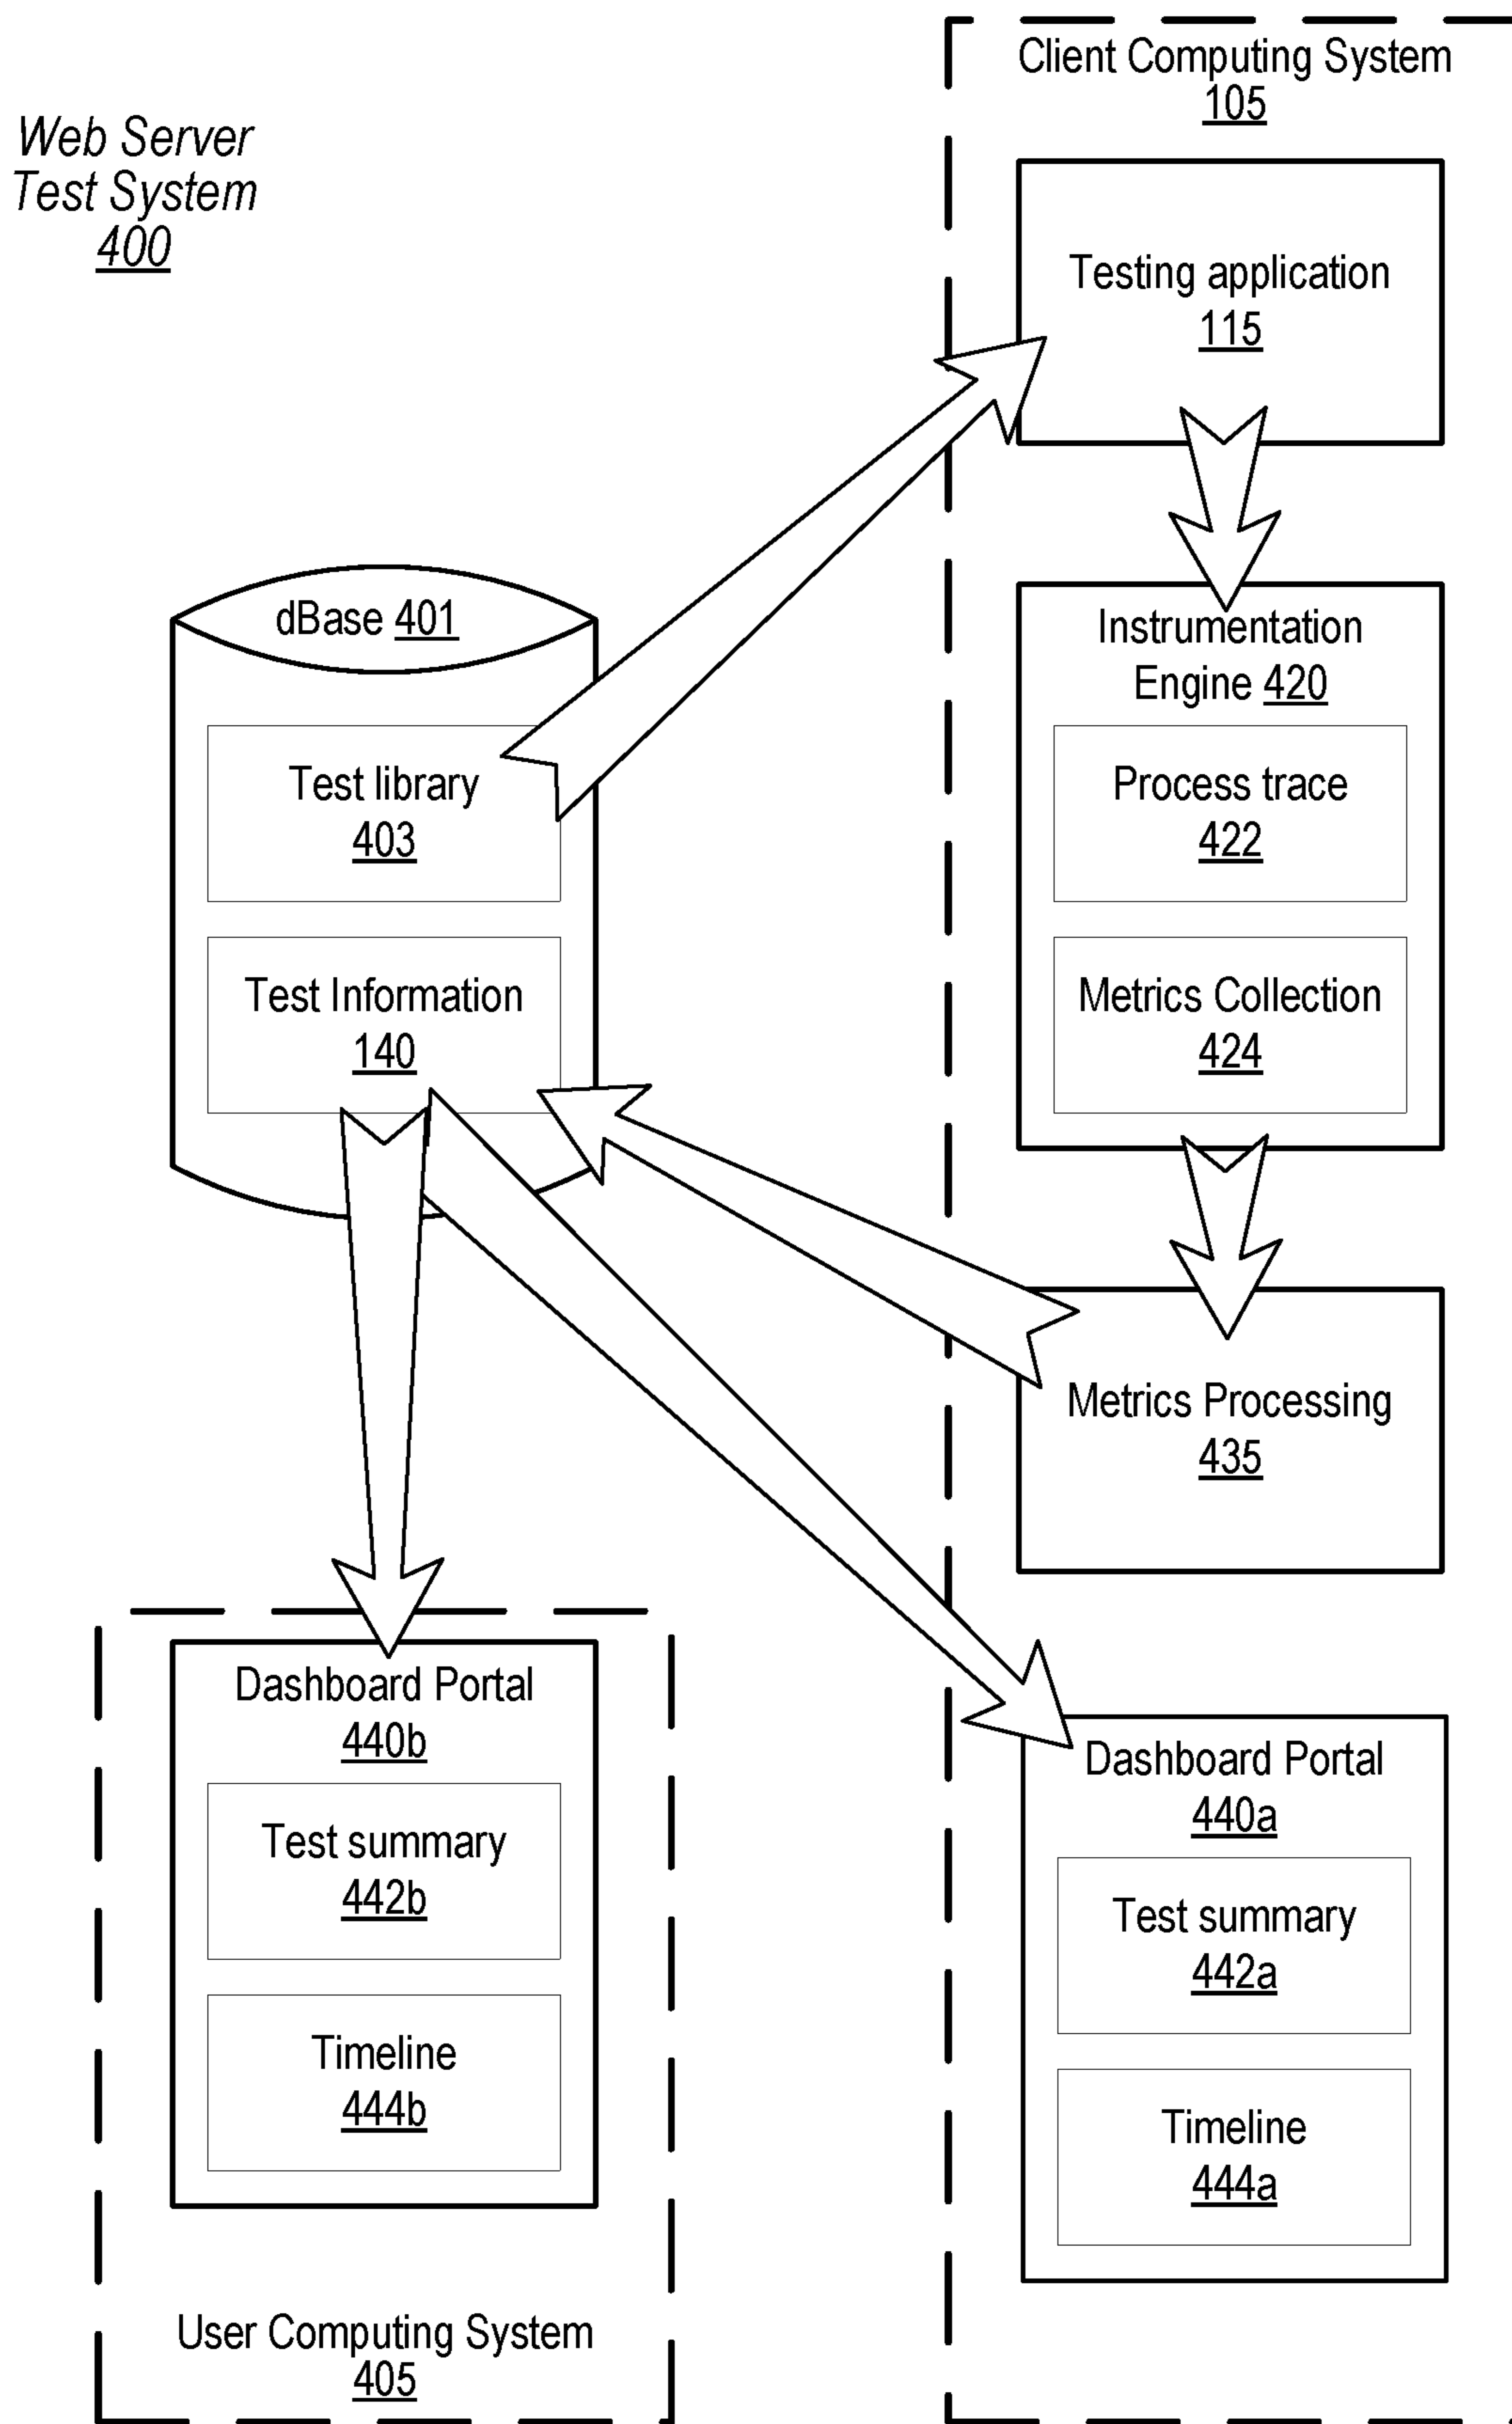 Web Server
Test System
400
Client Computing System
105
Testing application
115
dBase 401
Test library
403
Test Information
140
Instrumentation
Engine 420
Process trace
422
Metrics Collection
424
Metrics Processing
435
Dashboard Portal
440b
Test summary
442b
Timeline
444b
User Computing System
405
Dashboard Portal
440a
Test summary
442a
Timeline
444a